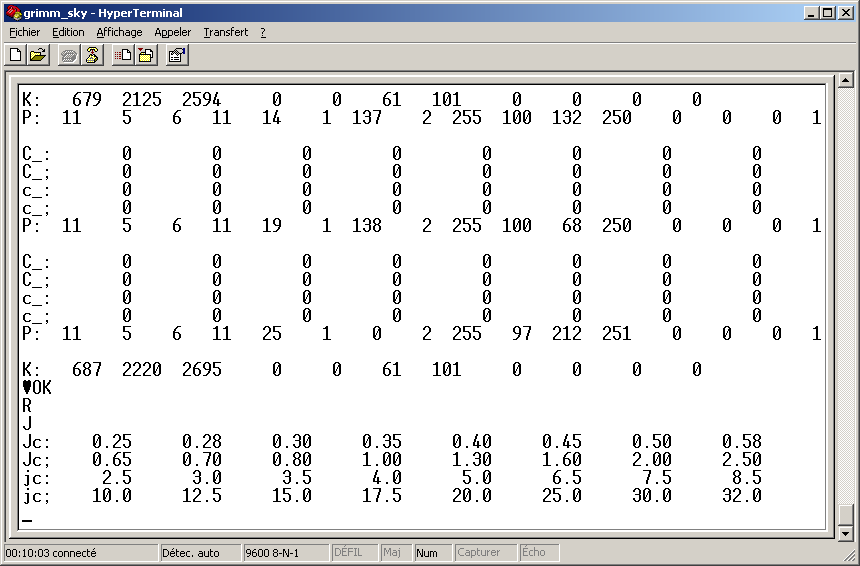 grimm_sky - HyperTerminal
Fichier Edition Affichage Appeler Transfert ?
K: 679 2125 2594 0 0 61 101 0 0 0 0
P: 11 5 6 11 14 1 137 2 255 100 132 250 0 0 0 1
C_: 0 0 0 0 0 0 0 0
C_; 0 0 0 0 0 0 0 0
c_: 0 0 0 0 0 0 0 0
c_; 0 0 0 0 0 0 0 0
P: 11 5 6 11 19 1 138 2 255 100 68 250 0 0 0 1
C_: 0 0 0 0 0 0 0 0
C_; 0 0 0 0 0 0 0 0
c_: 0 0 0 0 0 0 0 0
c_; 0 0 0 0 0 0 0 0
P: 11 5 6 11 25 1 0 2 255 97 212 251 0 0 0 1
K: 687 2220 2695 0 0 61 101 0 0 0 0
♥OK
R
J
Jc: 0.25 0.28 0.30 0.35 0.40 0.45 0.50 0.58
Jc; 0.65 0.70 0.80 1.00 1.30 1.60 2.00 2.50
jc: 2.5 3.0 3.5 4.0 5.0 6.5 7.5 8.5
jc; 10.0 12.5 15.0 17.5 20.0 25.0 30.0 32.0
_
00:10:03 connecté Détec. auto 9600 8-N-1 DÉFIL Maj Num Capturer Écho